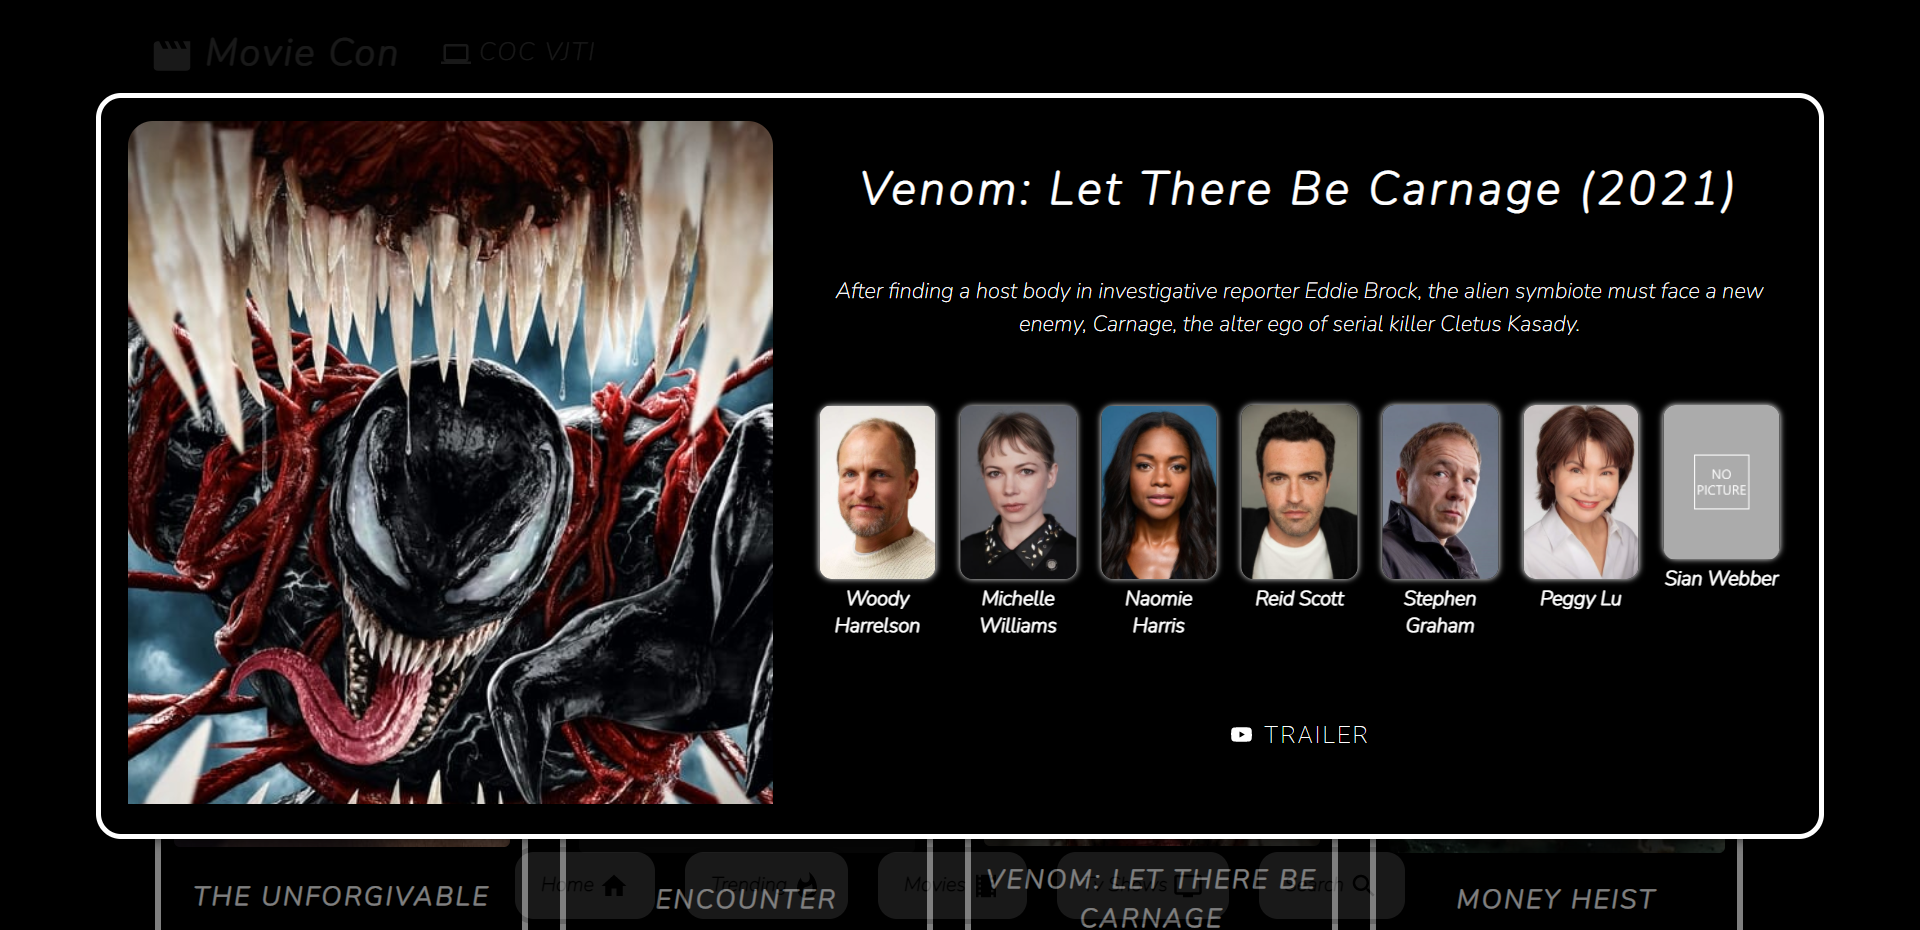 Movie Con
COC VJTI
Venom: Let There Be Carnage (2021)
After finding a host body in investigative reporter Eddie Brock, the alien symbiote must face a new
enemy, Carnage, the alter ego of serial killer Cletus Kasady.
NO
PICTURE
Woody
Harrelson
Michelle
Williams
Naomie
Harris
Reid Scott
Stephen
Graham
Peggy Lu
Sian Webber
TRAILER
THE UNFORGIVABLE
ENCOUNTER
VENOM: LET THERE BE
CARNAGE
MONEY HEIST
Home
Trending
Movies
TV Shows
Search